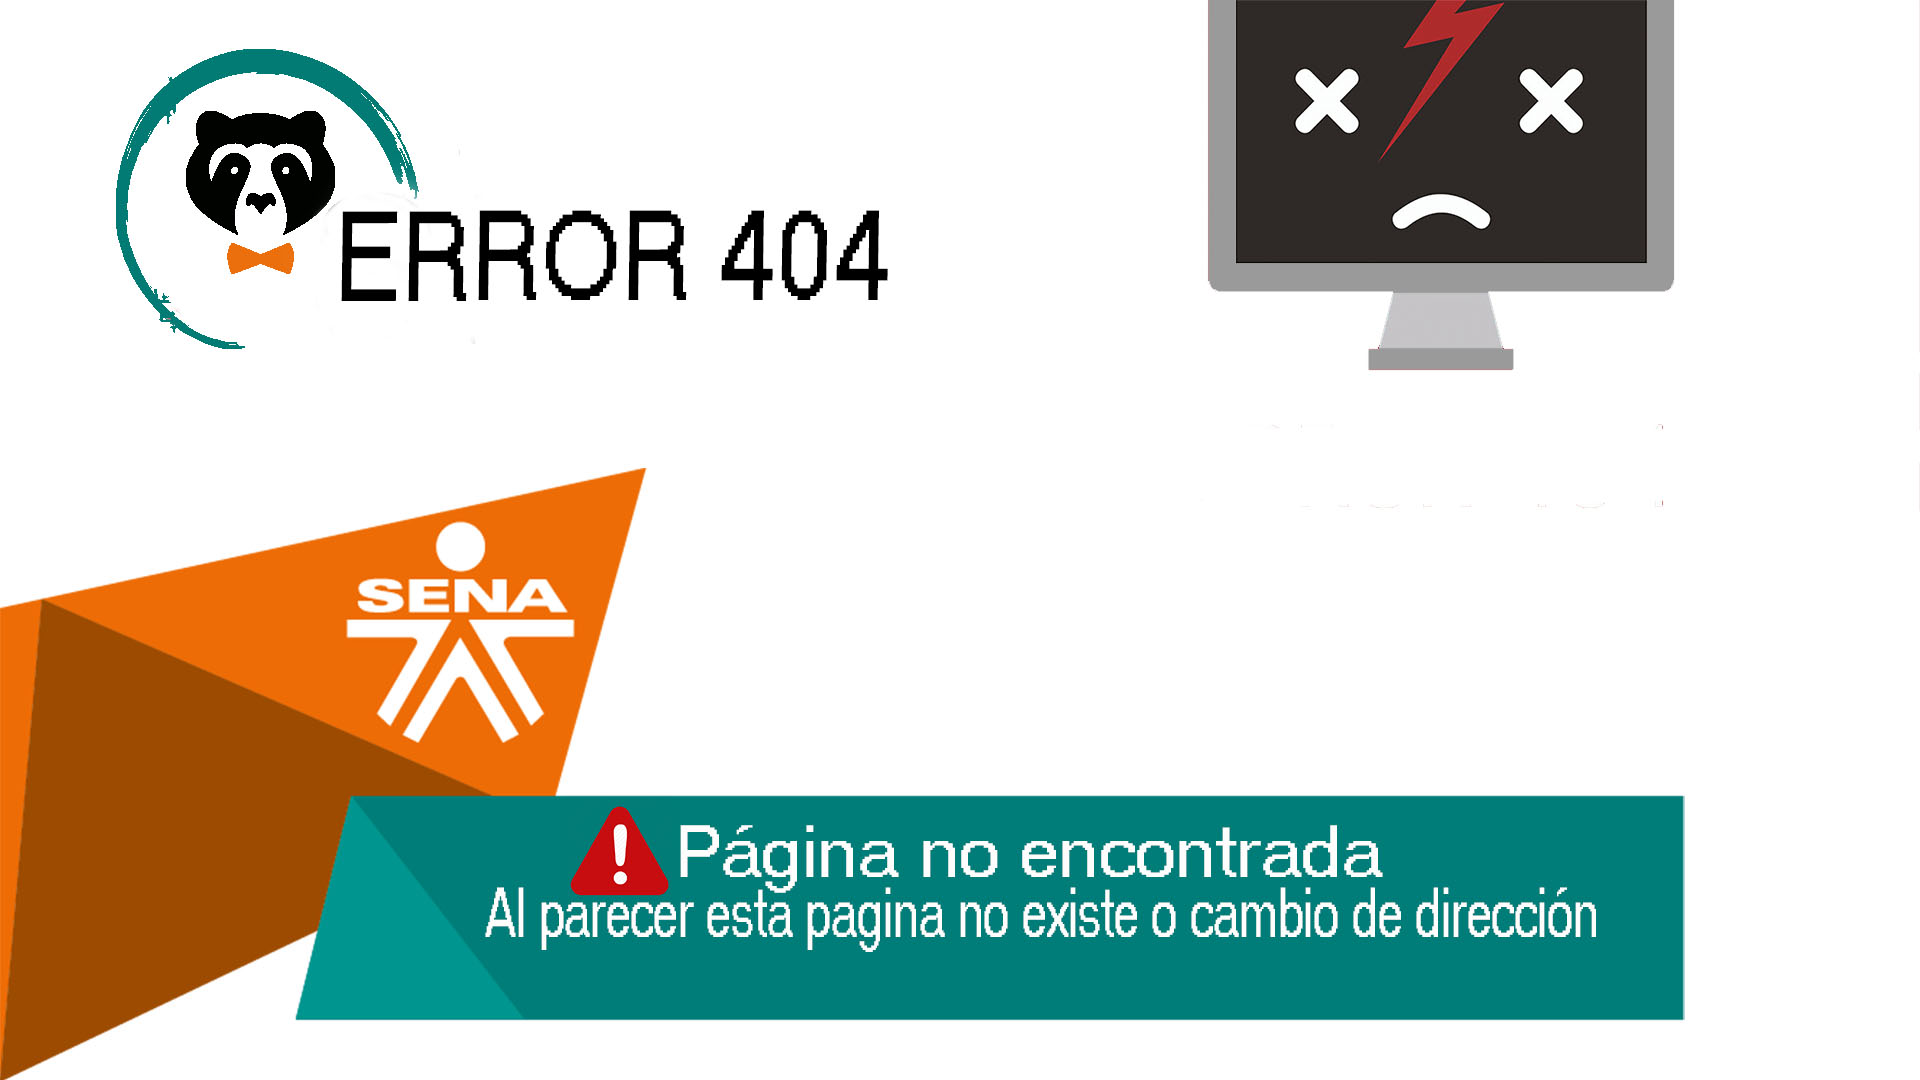 ERROR 404
SENA
Página no encontrada
Al parecer esta pagina no existe o cambio de dirección